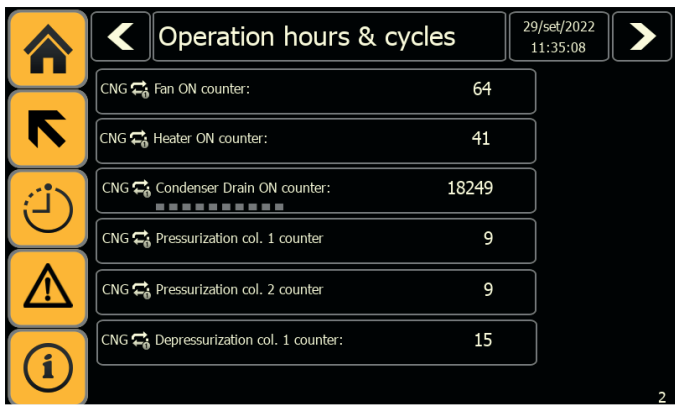 Operation hours & cycles
29/set/2022
11:35:08
CNG Fan ON counter: 64
CNG Heater ON counter: 41
CNG Condenser Drain ON counter: 18249
CNG Pressurization col. 1 counter 9
CNG Pressurization col. 2 counter 9
CNG Depressurization col. 1 counter: 15
2